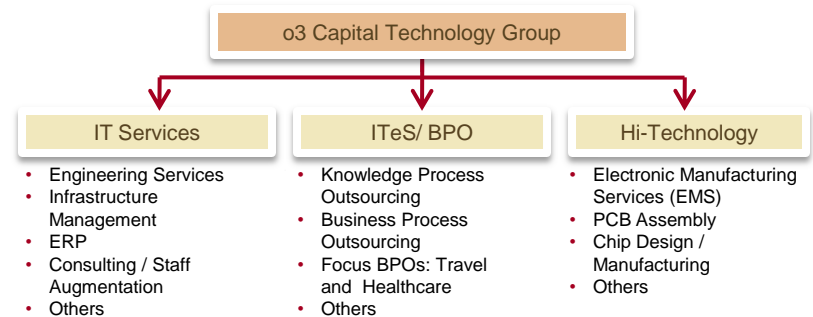 o3 Capital Technology Group
IT Services
• Engineering Services
• Infrastructure
Management
• ERP
• Consulting / Staff
Augmentation
• Others
ITeS/ BPO
• Knowledge Process
Outsourcing
• Business Process
Outsourcing
• Focus BPOs: Travel
and Healthcare
• Others
Hi-Technology
• Electronic Manufacturing
Services (EMS)
• PCB Assembly
• Chip Design /
Manufacturing
• Others